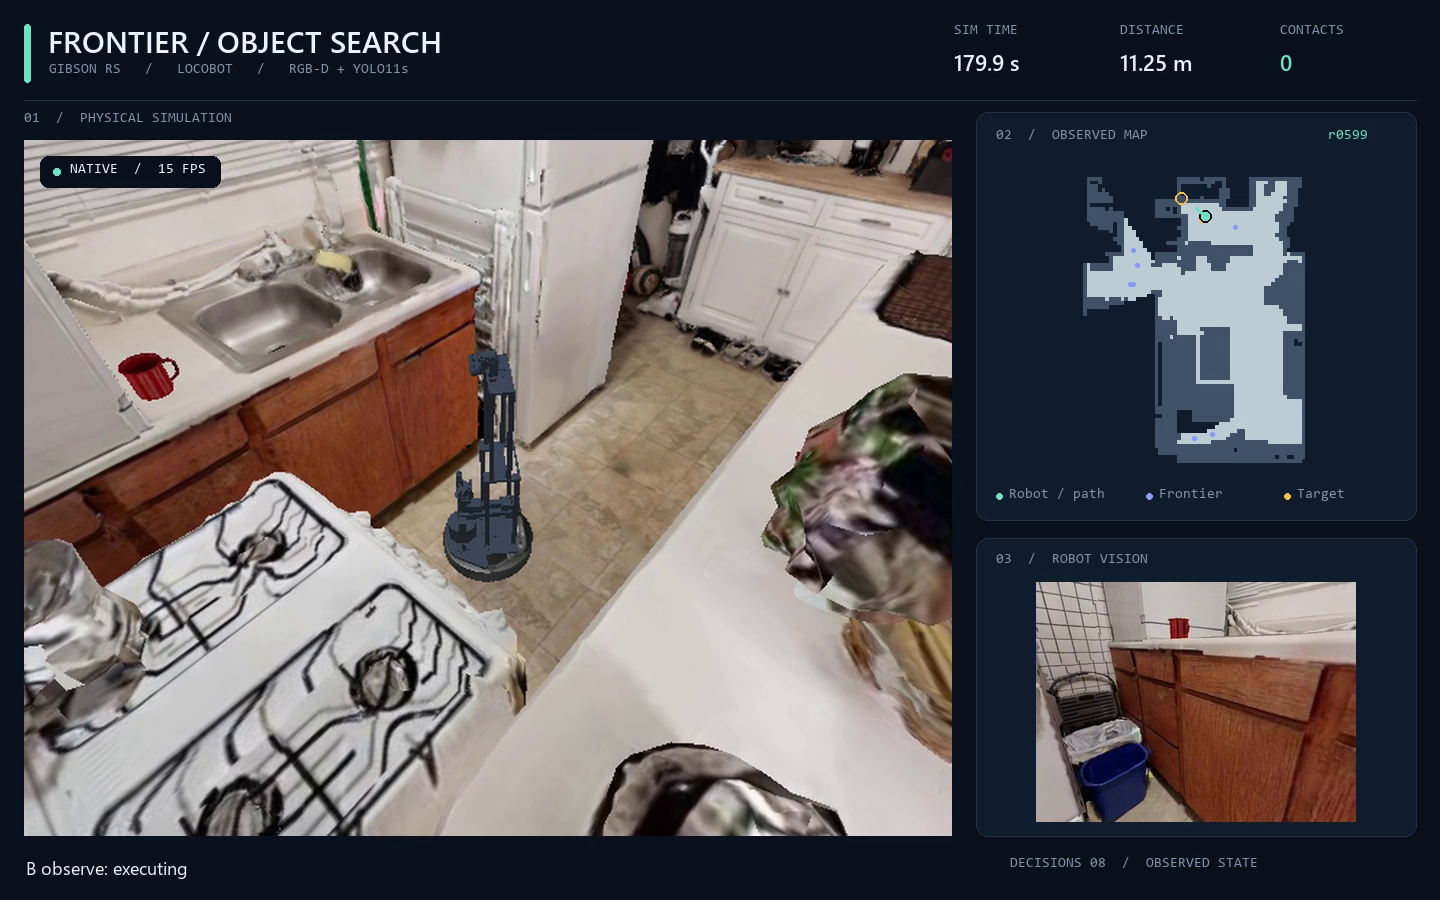 FRONTIER / OBJECT SEARCH
GIBSON RS / LOCOBOT / RGB-D + YOLO11s
SIM TIME
179.9 s
DISTANCE
11.25 m
CONTACTS
0
01 / PHYSICAL SIMULATION
NATIVE / 15 FPS
02 / OBSERVED MAP
r0599
Robot / path
Frontier
Target
03 / ROBOT VISION
B observe: executing
DECISIONS 08 / OBSERVED STATE